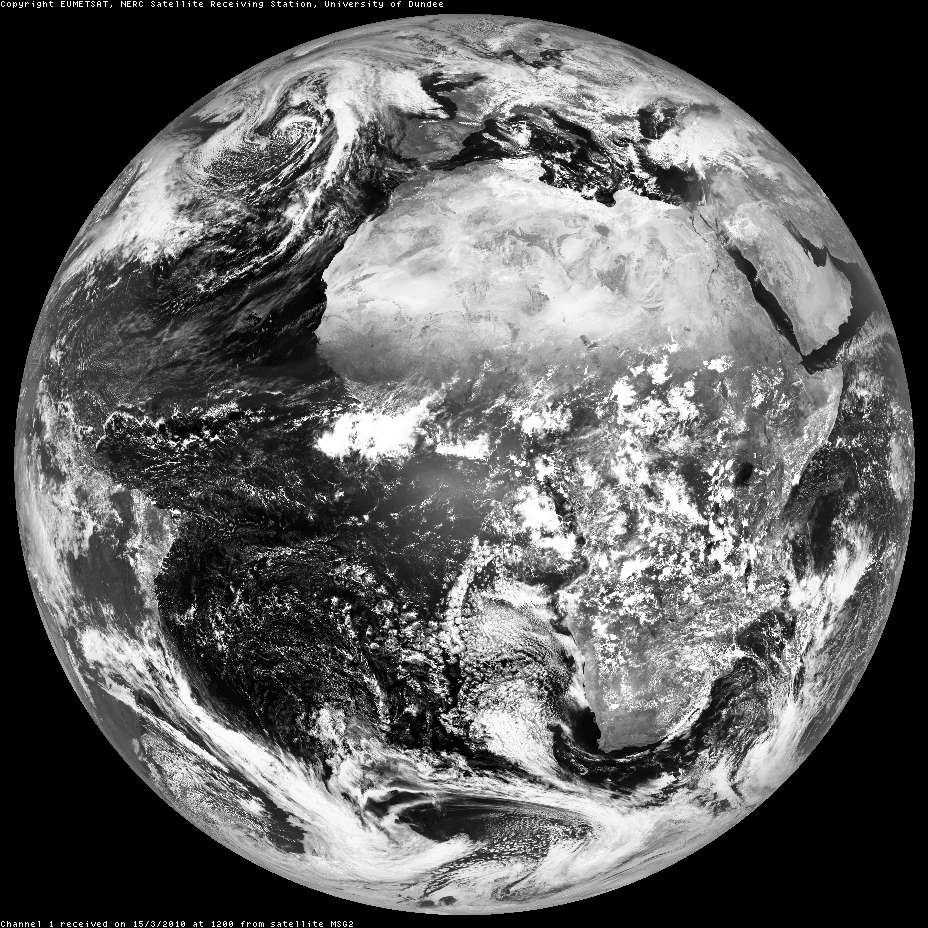 Copyright EUMETSAT, NERC Satellite Receiving Station, University of Dundee
Channel 1 received on 15/3/2010 at 1200 from satellite MSG2